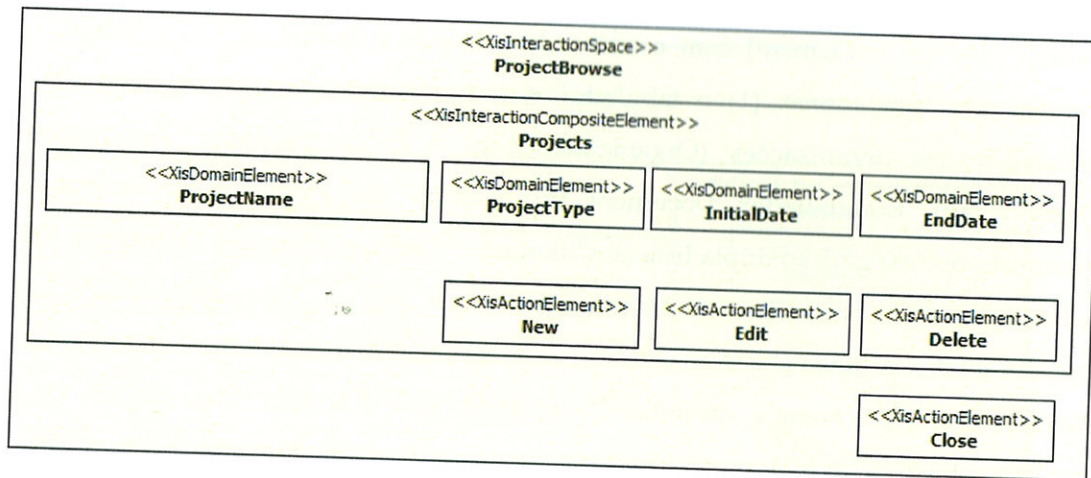 <<XisInteractionSpace>>
ProjectBrowse
<<XisInteractionCompositeElement>>
Projects
<<XisDomainElement>>
ProjectName
<<XisDomainElement>>
ProjectType
<<XisDomainElement>>
InitialDate
<<XisDomainElement>>
EndDate
<<XisActionElement>>
New
<<XisActionElement>>
Edit
<<XisActionElement>>
Delete
<<XisActionElement>>
Close